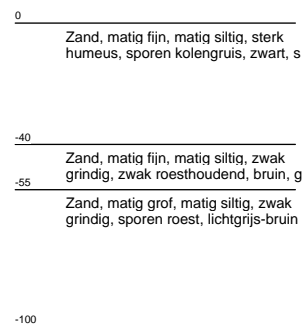 0
Zand, matig fijn, matig siltig, sterk
humeus, sporen kolengruis, zwart, s
-40
Zand, matig fijn, matig siltig, zwak
grindig, zwak roesthoudend, bruin, g
-55
Zand, matig grof, matig siltig, zwak
grindig, sporen roest, lichtgrijs-bruin
-100